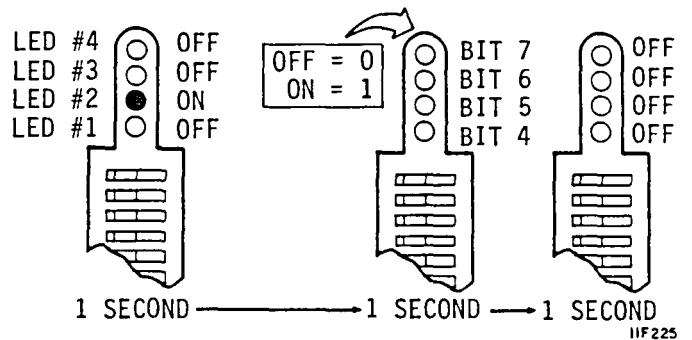 LED #4 OFF
LED #3 OFF
LED #2 ON
LED #1 OFF
OFF = 0
ON = 1
BIT 7
BIT 6
BIT 5
BIT 4
OFF
OFF
OFF
OFF
1 SECOND
1 SECOND
1 SECOND
IIF225